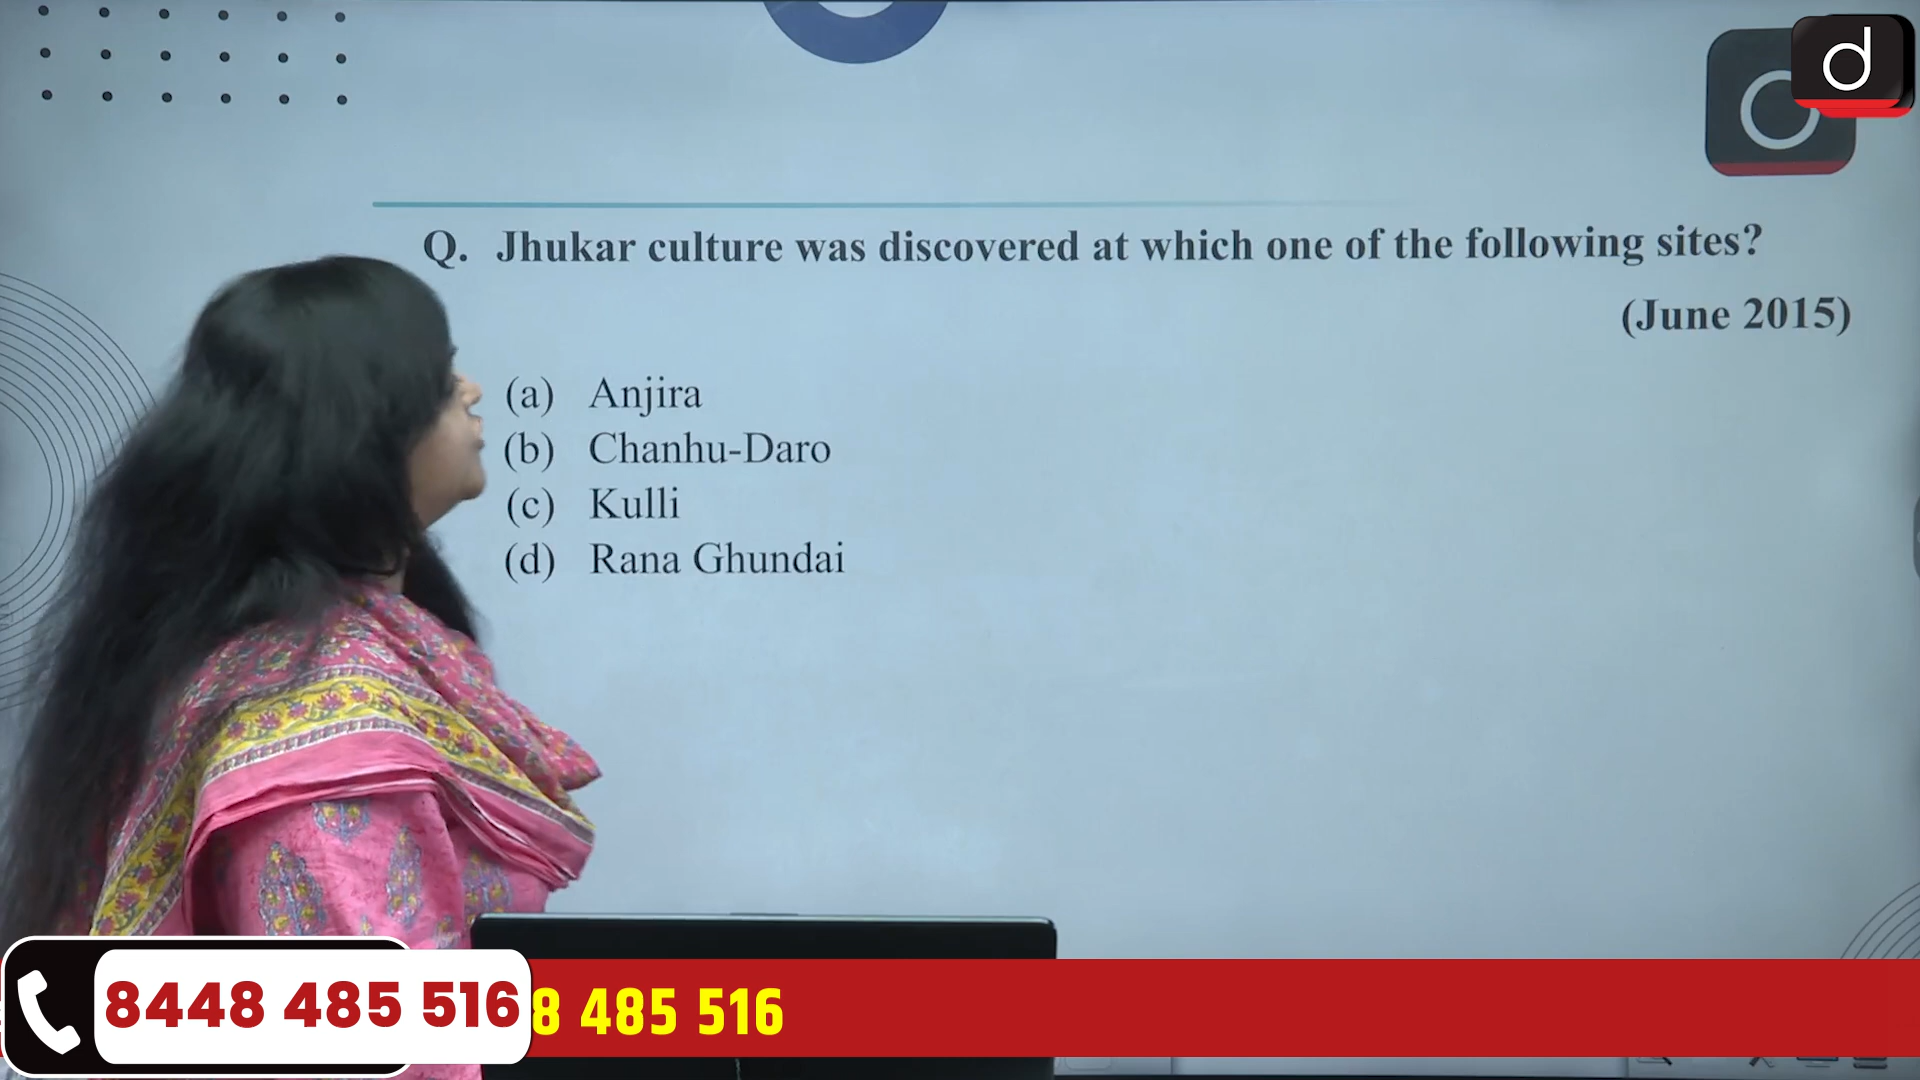 d
Q. Jhukar culture was discovered at which one of the following sites?
(June 2015)
(a) Anjira
(b) Chanhu-Daro
(c) Kulli
(d) Rana Ghundai
8448 485 516
8 485 516